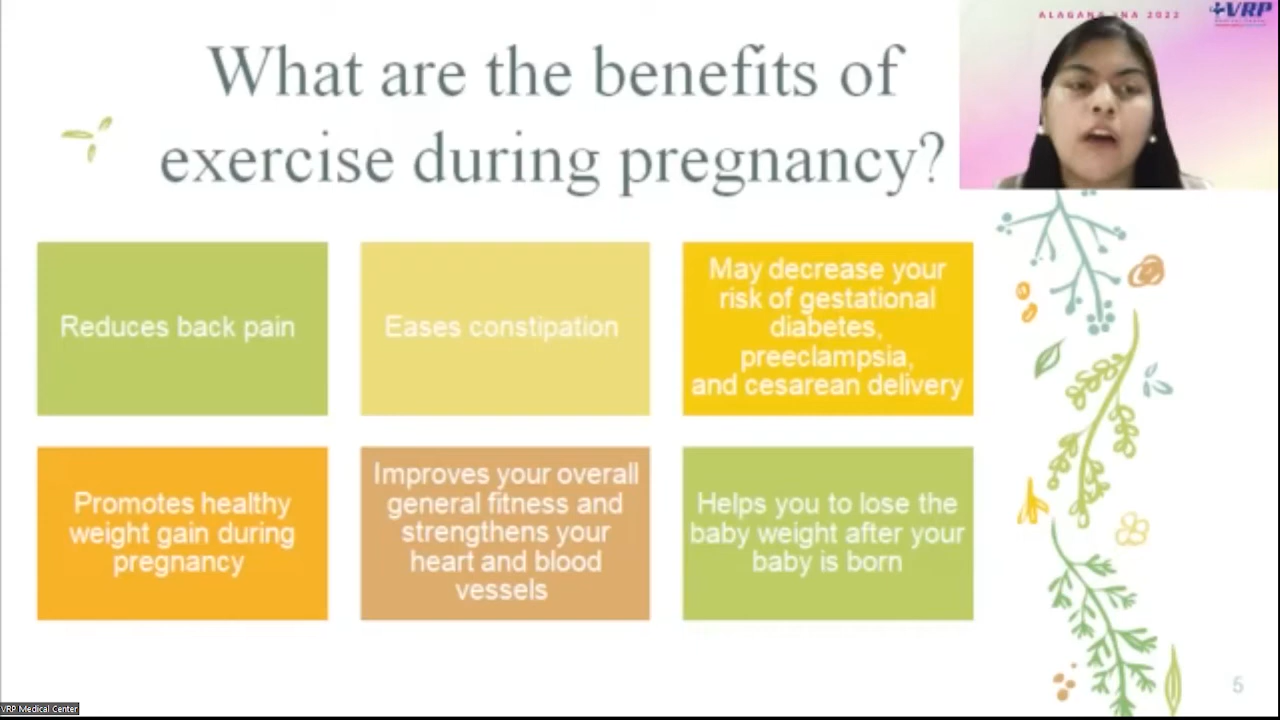 ALAGANG INA 2022
VRP
What are the benefits of
exercise during pregnancy?
Reduces back pain
Eases constipation
May decrease your
risk of gestational
diabetes,
preeclampsia,
and cesarean delivery
Promotes healthy
weight gain during
pregnancy
Improves your overall
general fitness and
strengthens your
heart and blood
vessels
Helps you to lose the
baby weight after your
baby is born
5
VRP Medical Center